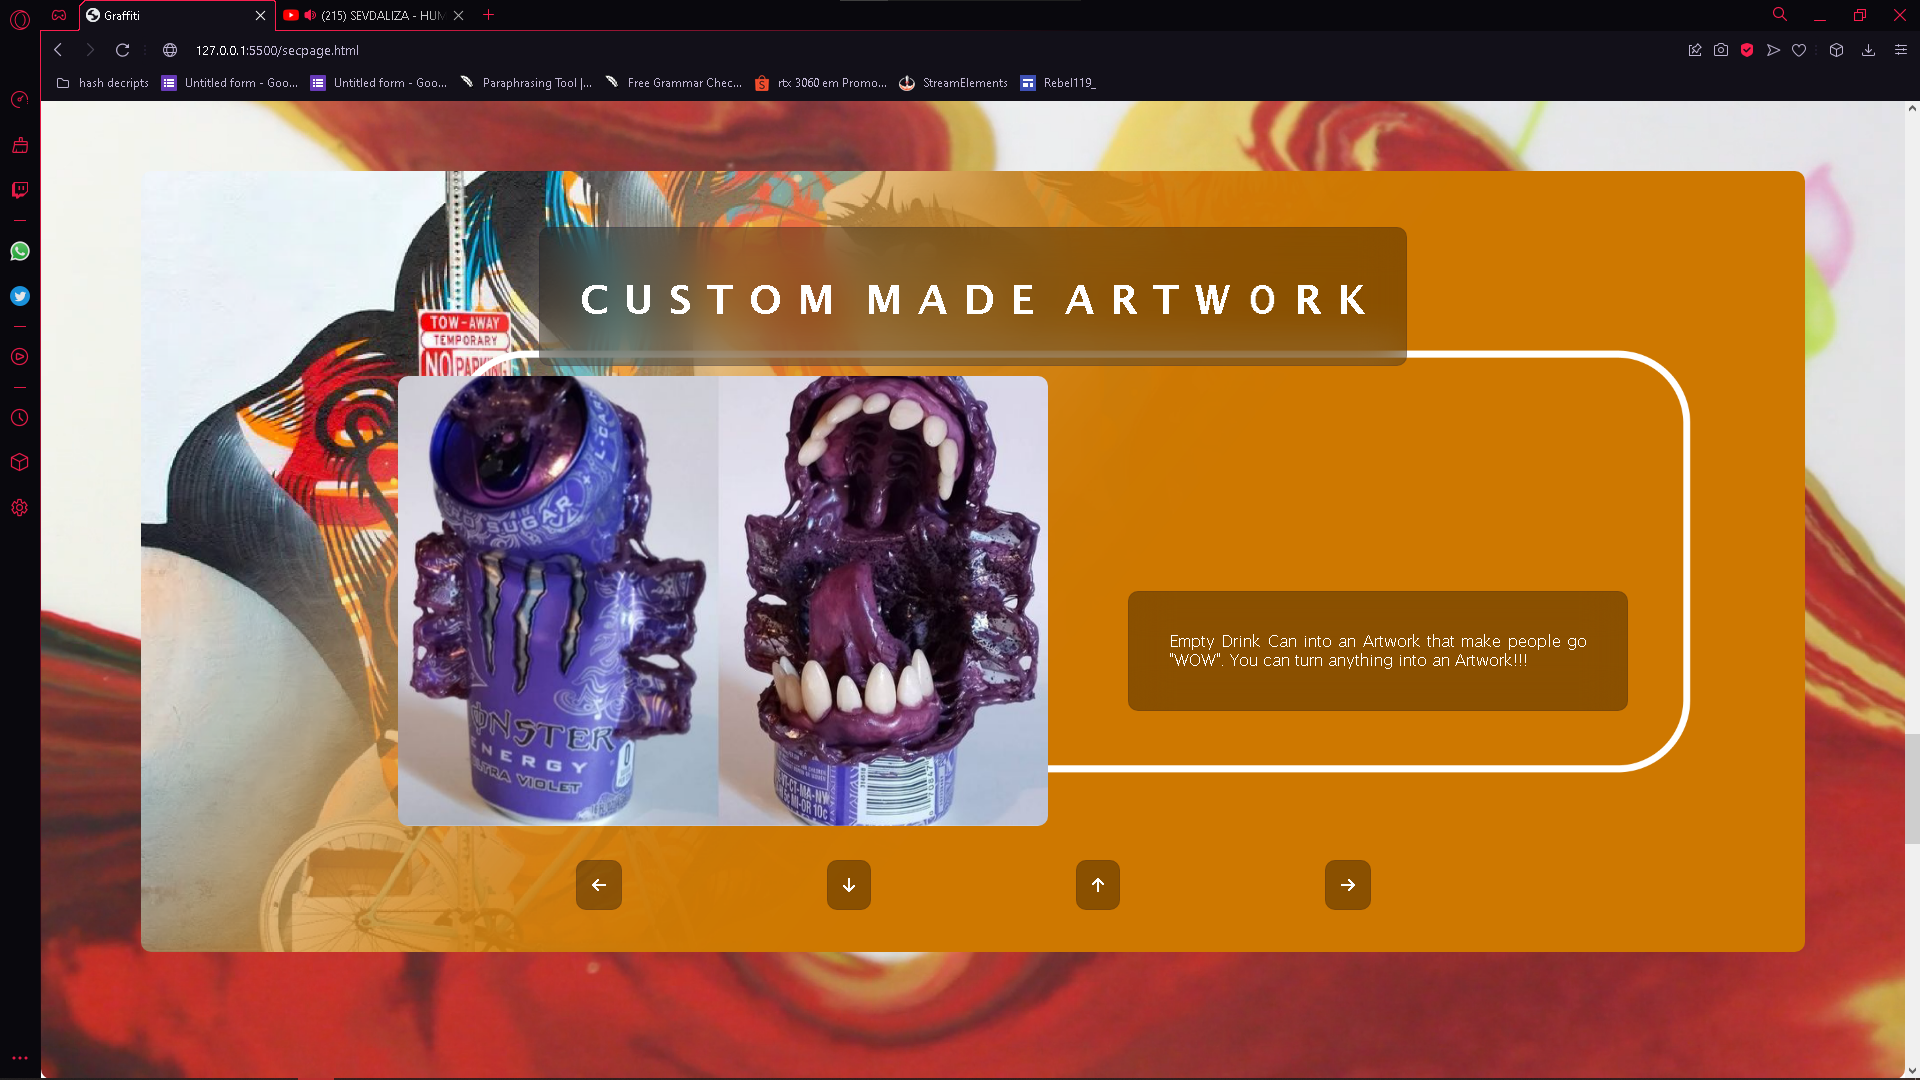 Graffiti
(215) SEVDALIZA - HUM
127.0.0.1:5500/secpage.html
hash decripts
Untitled form - Goo...
Untitled form - Goo...
Paraphrasing Tool |...
Free Grammar Chec...
rtx 3060 em Promo...
StreamElements
Rebel119_
CUSTOM MADE ARTWORK
TOW-AWAY
TEMPORARY
NO PARKING
SUGAR
MONSTER
ENERGY
ULTRA VIOLET
Empty Drink Can into an Artwork that make people go
"WOW". You can turn anything into an Artwork!!!